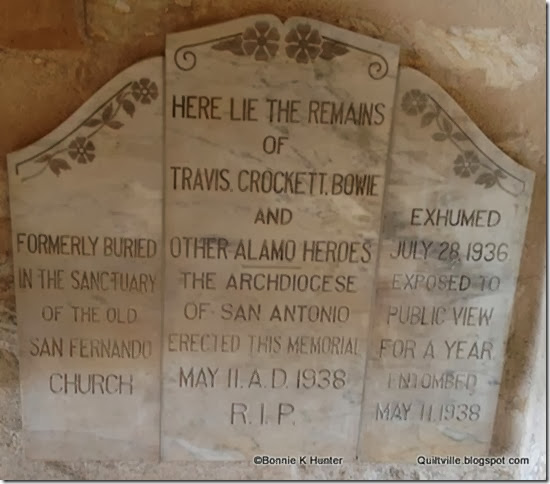 FORMERLY BURIED
IN THE SANCTUARY
OF THE OLD
SAN FERNANDO
CHURCH
HERE LIE THE REMAINS
OF
TRAVIS, CROCKETT, BOWIE
AND
OTHER ALAMO HEROES
THE ARCHDIOCESE
OF SAN ANTONIO
ERECTED THIS MEMORIAL
MAY 11. A.D. 1938
R.I.P.
EXHUMED
JULY 28, 1936
EXPOSED TO
PUBLIC VIEW
FOR A YEAR
ENTOMBED
MAY 11, 1938
©Bonnie K Hunter Quiltville.blogspot.com